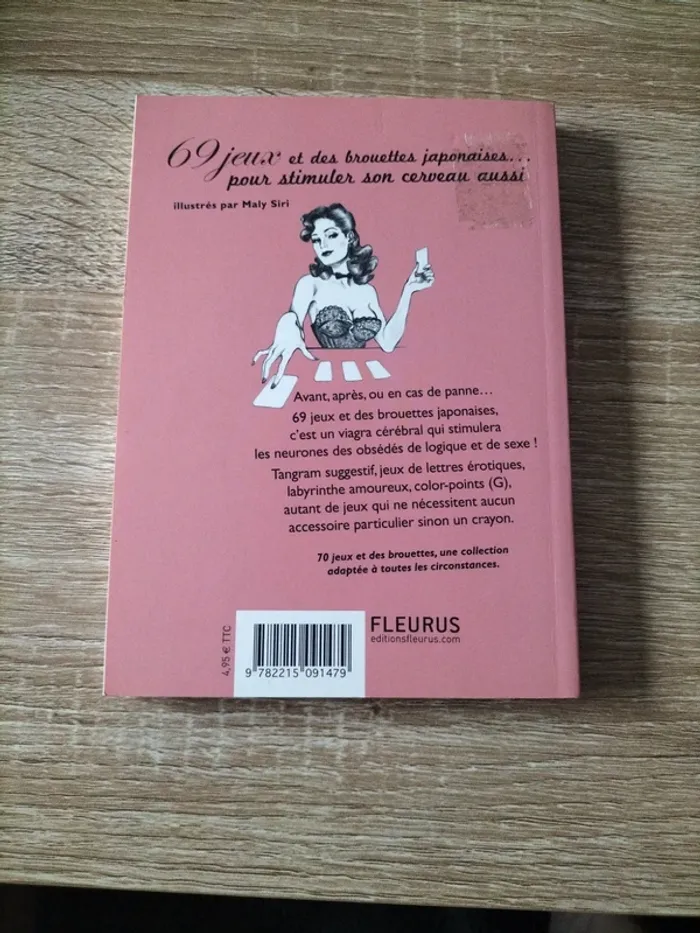 69 jeux et des brouettes japonaises...
pour stimuler son cerveau aussi
illustrés par Maly Siri
Avant, après, ou en cas de panne...
69 jeux et des brouettes japonaises,
c'est un viagra cérébral qui stimulera
les neurones des obsédés de logique et de sexe !
Tangram suggestif, jeux de lettres érotiques,
labyrinthe amoureux, color-points (G),
autant de jeux qui ne nécessitent aucun
accessoire particulier sinon un crayon.
70 jeux et des brouettes, une collection
adaptée à toutes les circonstances.
4,95 € TTC
9 782215 091479
FLEURUS
editionsfleurus.com